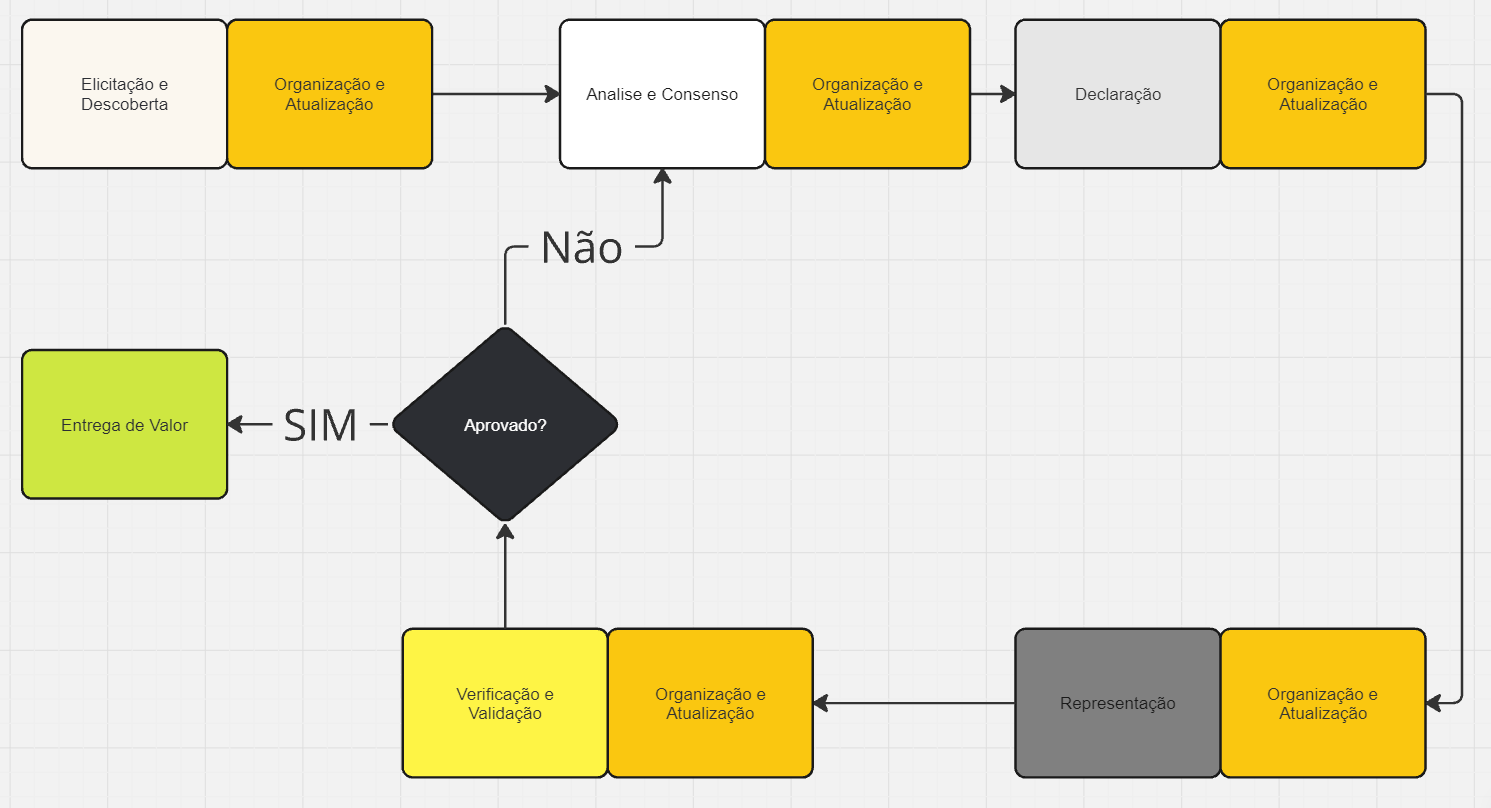 Elicitação e
Descoberta
Organização e
Atualização
Analise e Consenso
Organização e
Atualização
Declaração
Organização e
Atualização
Não
Entrega de Valor
SIM
Aprovado?
Verificação e
Validação
Organização e
Atualização
Representação
Organização e
Atualização